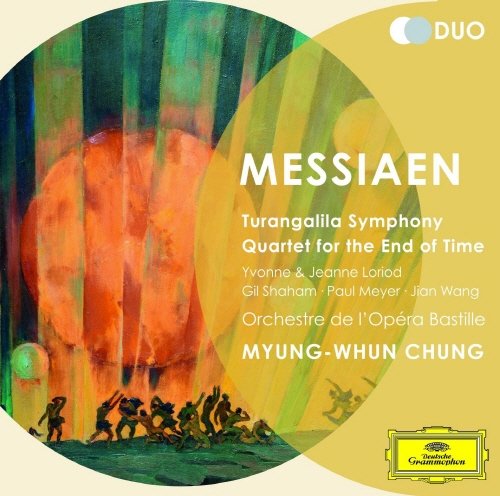 DUO
MESSIAEN
Turangalila Symphony
Quartet for the End of Time
Yvonne & Jeanne Loriod
Gil Shaham · Paul Meyer · Jian Wang
Orchestre de l'Opéra Bastille
MYUNG-WHUN CHUNG
Deutsche
Grammophon